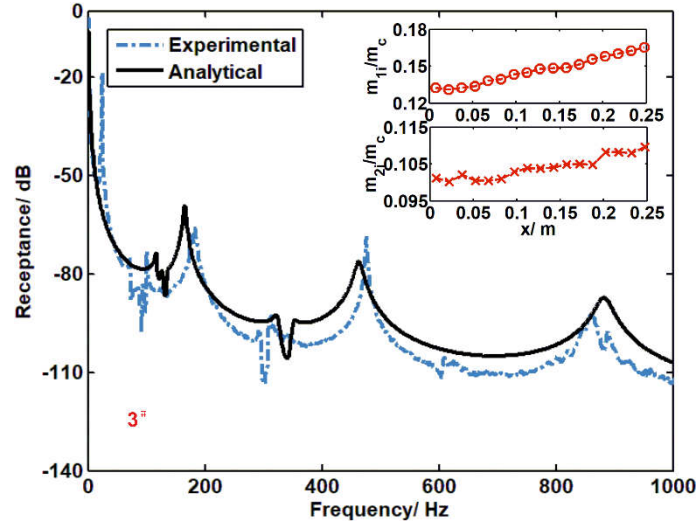 0
-20
-50
-80
-110
-140
Receptance/ dB
0 200 400 600 800 1000
Frequency/ Hz
Experimental
Analytical
m1i/mc
0.18
0.15
0.12
0 0.05 0.1 0.15 0.2 0.25
x/ m
m2i/mc
0.115
0.105
0.095
0 0.05 0.1 0.15 0.2 0.25
x/ m